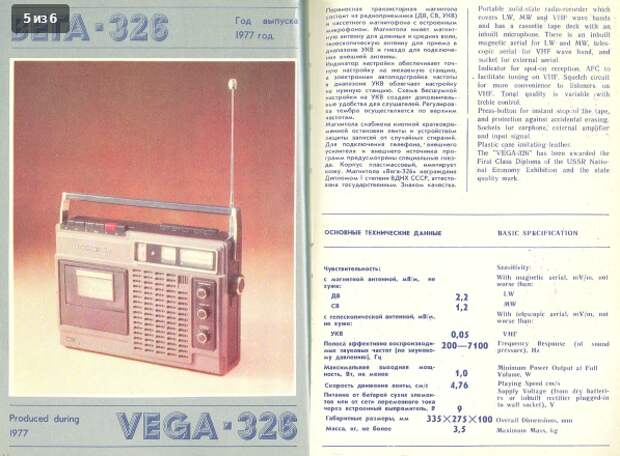 5 из 6
ВЕГА - 326
Год выпуска
1977 год.
Produced during
1977
VEGA - 326
Переносная транзисторная магнитола
состоит из радиоприемника (ДВ, СВ, УКВ)
и кассетного магнитофона с встроенным
микрофоном. Магнитола имеет магнит-
ную антенну для длинных и средних волн,
телескопическую антенну для приема в
диапазоне УКВ и гнездо для подключе-
ния внешней антенны.
Индикатор настройки обеспечивает точ-
ную настройку на желаемую станцию,
а электронная автоподстройка частоты
в диапазоне УКВ облегчает настройку
на нужную станцию. Схема бесшумной
настройки на УКВ создает дополнитель-
ные удобства для слушателей. Регулиров-
ка тембра осуществляется по верхним
частотам.
Магнитола снабжена кнопкой кратковре-
менной остановки ленты и устройством
защиты записей от случайных стираний.
Для подключения телефона, внешнего
усилителя и внешнего источника про-
грамм предусмотрены специальные гнез-
да. Корпус пластмассовый, имитирует
кожу. Магнитола «Вега-326» награждена
Дипломом I степени ВДНХ СССР, аттесто-
вана государственным Знаком качества.
Portable solid-state radio-recorder which
covers LW, MW and VHF wave bands
and has a cassette tape deck with an
inbuilt microphone. There is an inbuilt
magnetic aerial for LW and MW, teles-
copic aerial for VHF wave band, and
socket for external aerial.
Indicator for spot-on reception, AFC to
facilitate tuning on VHF. Squelch circuit
for more convenience to listeners on
VHF. Tonal quality is variable with
treble control.
Press-button for instant stop of the tape,
and protection against accidental erasing.
Sockets for earphone, external amplifier
and input signal.
Plastic case imitating leather.
The "VEGA-326" has been awarded the
First Class Diploma of the USSR Natio-
nal Economy Exhibition and the state
quality mark.
ОСНОВНЫЕ ТЕХНИЧЕСКИЕ ДАННЫЕ BASIC SPECIFICATION
Чувствительность: Sensitivity:
с магнитной антенной, мВ/м, не With magnetic aerial, mV/m, not
хуже: worse than:
ДВ 2,2 LW
СВ 1,2 MW
с телескопической антенной, мВ/м, With telescopic aerial, mV/m, not
не хуже: worse than:
УКВ 0,05 VHF
Полоса эффективно воспроизводи-
мых звуковых частот (по звуково- 200—7100 Frequency Response (of sound
му давлению), Гц pressure), Hz
Максимальная выходная мощ- Minimum Power Output at Full
ность, Вт, не менее 1,0 Volume, W
Скорость движения ленты, см/с 4,76 Playing Speed cm/s
Питание от батарей сухих элемен- Supply Voltage (from dry batteri-
тов или от сети переменного тока es or inbuilt rectifier plugged-in
через встроенный выпрямитель, В 9 to wall socket), V
Габаритные размеры, мм 335×275×100 Overall Dimensions, mm
Масса, кг, не более 3,5 Maximum Mass, kg